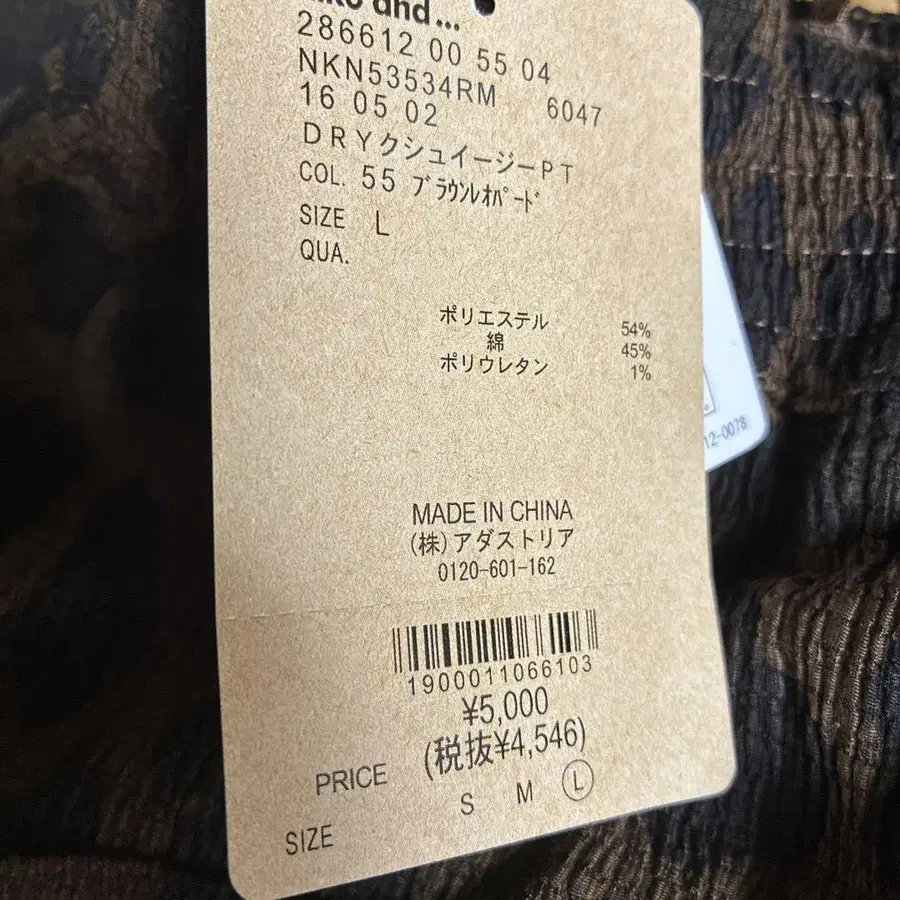 and...
286612 00 55 04
NKN53534RM 6047
16 05 02
DRYクシュイージーPT
COL. 55 ﾌﾞﾗｳﾝﾚｵﾊﾟｰﾄﾞ
SIZE L
QUA.
ポリエステル 54%
綿 45%
ポリウレタン 1%
MADE IN CHINA
(株)アダストリア
0120-601-162
1900011066103
¥5,000
(税抜¥4,546)
PRICE
S M L
SIZE
12-0078